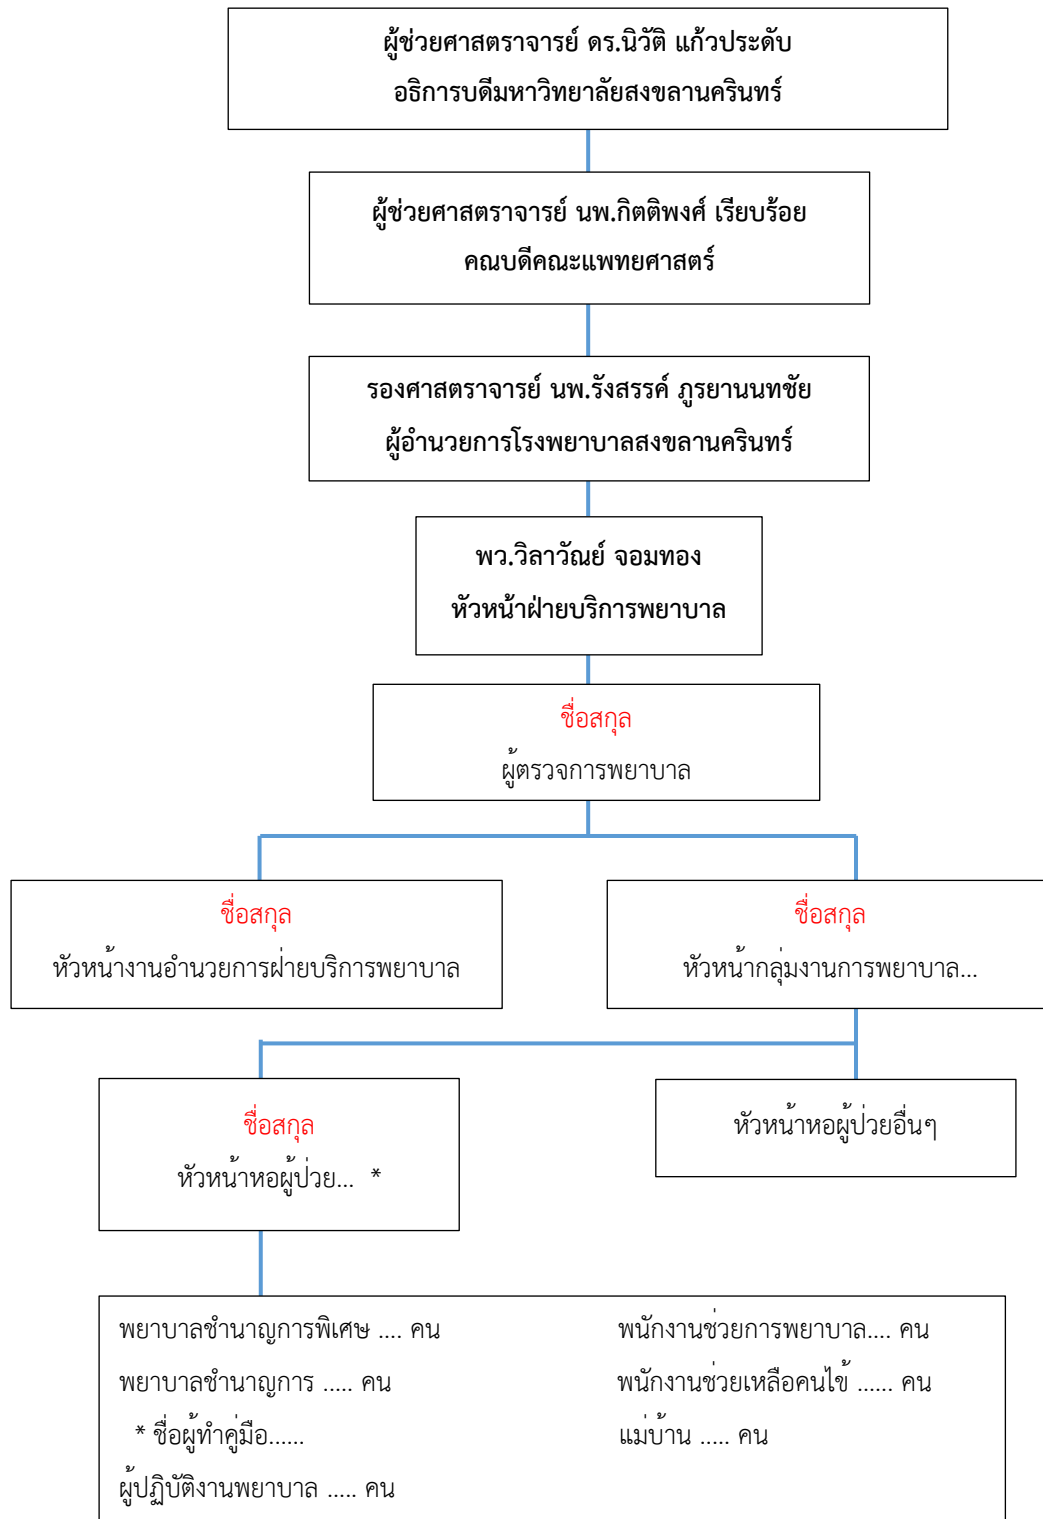 ผู้ช่วยศาสตราจารย์ ดร.นิวัติ แก้วประดับ
อธิการบดีมหาวิทยาลัยสงขลานครินทร์
ผู้ช่วยศาสตราจารย์ นพ.กิตติพงศ์ เรียบร้อย
คณบดีคณะแพทยศาสตร์
รองศาสตราจารย์ นพ.รังสรรค์ ภูรยานนทชัย
ผู้อำนวยการโรงพยาบาลสงขลานครินทร์
พว.วิลาวัณย์ จอมทอง
หัวหน้าฝ่ายบริการพยาบาล
ชื่อสกุล
ผู้ตรวจการพยาบาล
ชื่อสกุล
หัวหน้างานอำนวยการฝ่ายบริการพยาบาล
ชื่อสกุล
หัวหน้ากลุ่มงานการพยาบาล...
ชื่อสกุล
หัวหน้าหอผู้ป่วย... *
หัวหน้าหอผู้ป่วยอื่นๆ
พยาบาลชำนาญการพิเศษ .... คน
พยาบาลชำนาญการ ..... คน
* ชื่อผู้ทำคู่มือ......
ผู้ปฏิบัติงานพยาบาล ..... คน
พนักงานช่วยการพยาบาล.... คน
พนักงานช่วยเหลือคนไข้ ...... คน
แม่บ้าน ..... คน